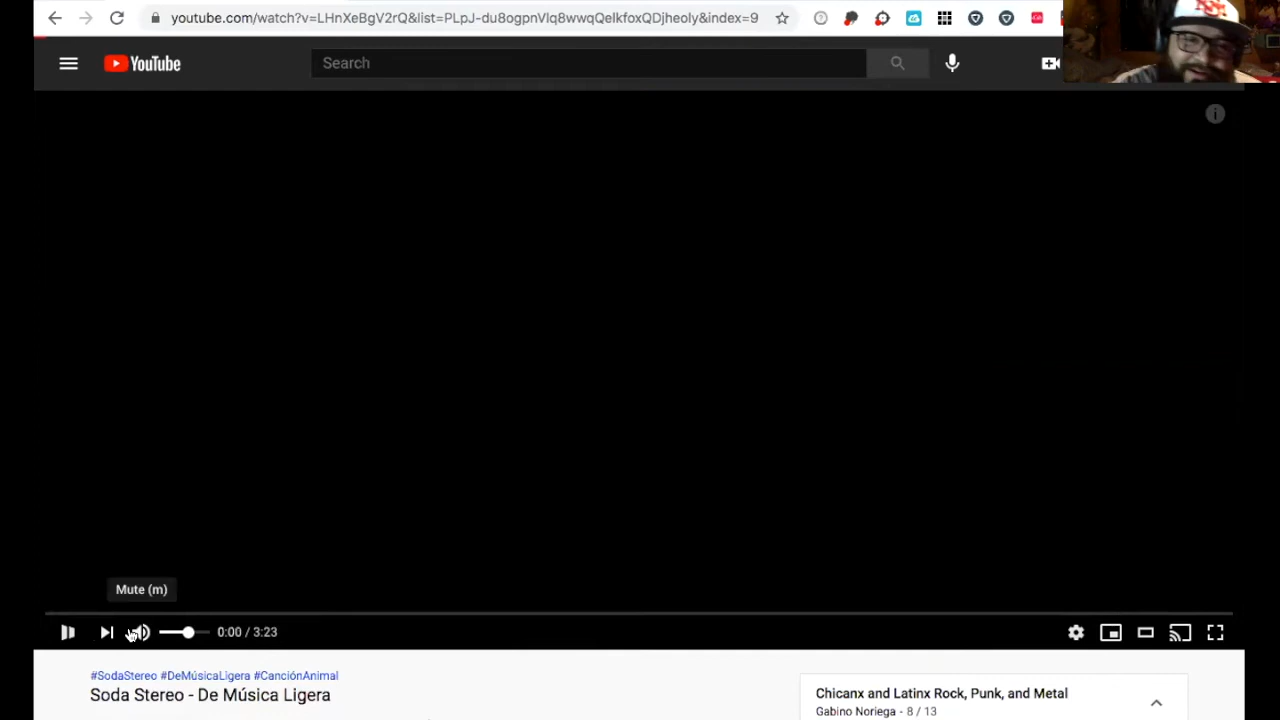 youtube.com/watch?v=LHnXeBgV2rQ&list=PLpJ-du8ogpnVlq8wwqQelkfoxQDjheoly&index=9
YouTube
Search
Mute (m)
0:00 / 3:23
#SodaStereo #DeMúsicaLigera #CanciónAnimal
Soda Stereo - De Música Ligera
Chicanx and Latinx Rock, Punk, and Metal
Gabino Noriega - 8 / 13